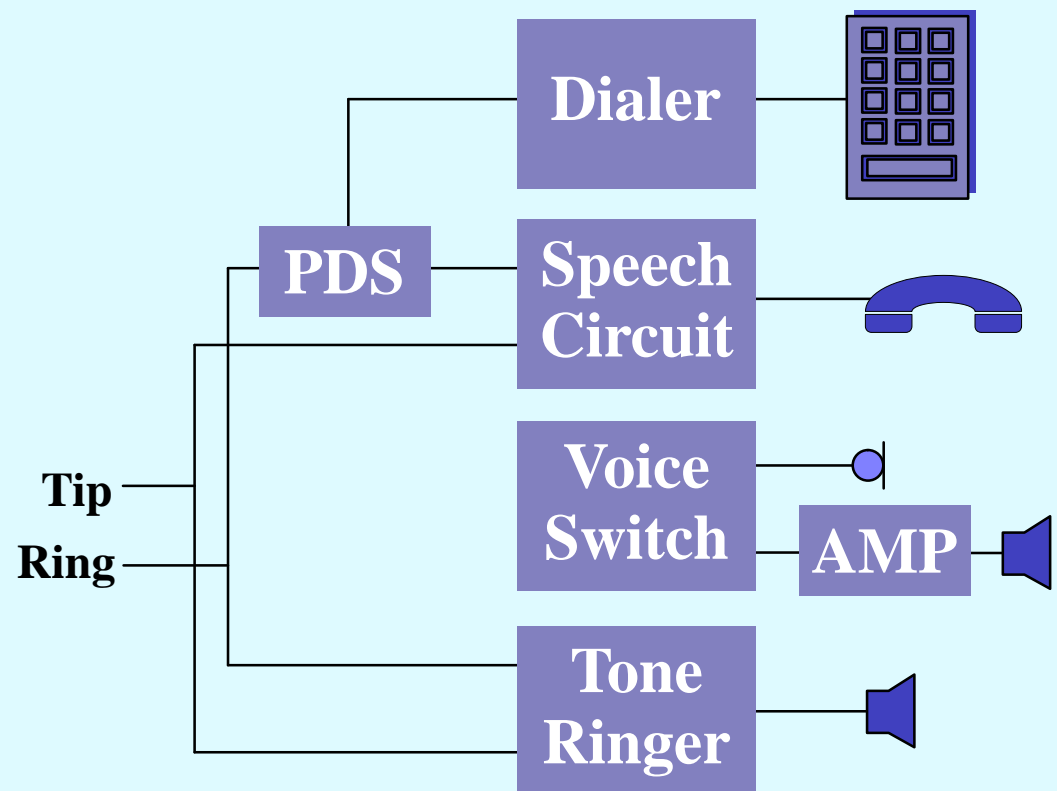 Dialer
PDS
Speech
Circuit
Tip
Ring
Voice
Switch
AMP
Tone
Ringer